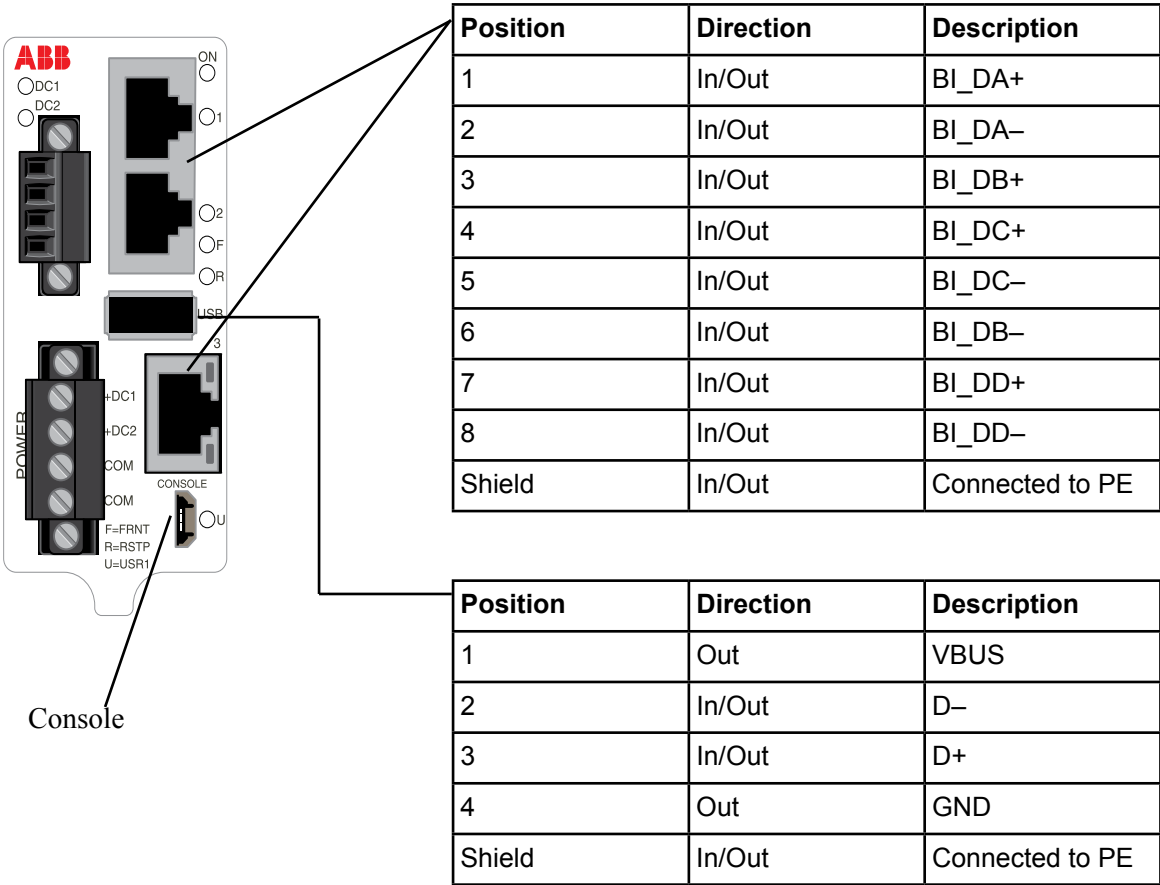 ABB
ON
DC1
DC2
1
2
F
R
USB
3
POWER
+DC1
+DC2
COM
COM
CONSOLE
U
F=FRNT
R=RSTP
U=USR1
Console
Position Direction Description
1 In/Out BI_DA+
2 In/Out BI_DA–
3 In/Out BI_DB+
4 In/Out BI_DC+
5 In/Out BI_DC–
6 In/Out BI_DB–
7 In/Out BI_DD+
8 In/Out BI_DD–
Shield In/Out Connected to PE
Position Direction Description
1 Out VBUS
2 In/Out D–
3 In/Out D+
4 Out GND
Shield In/Out Connected to PE